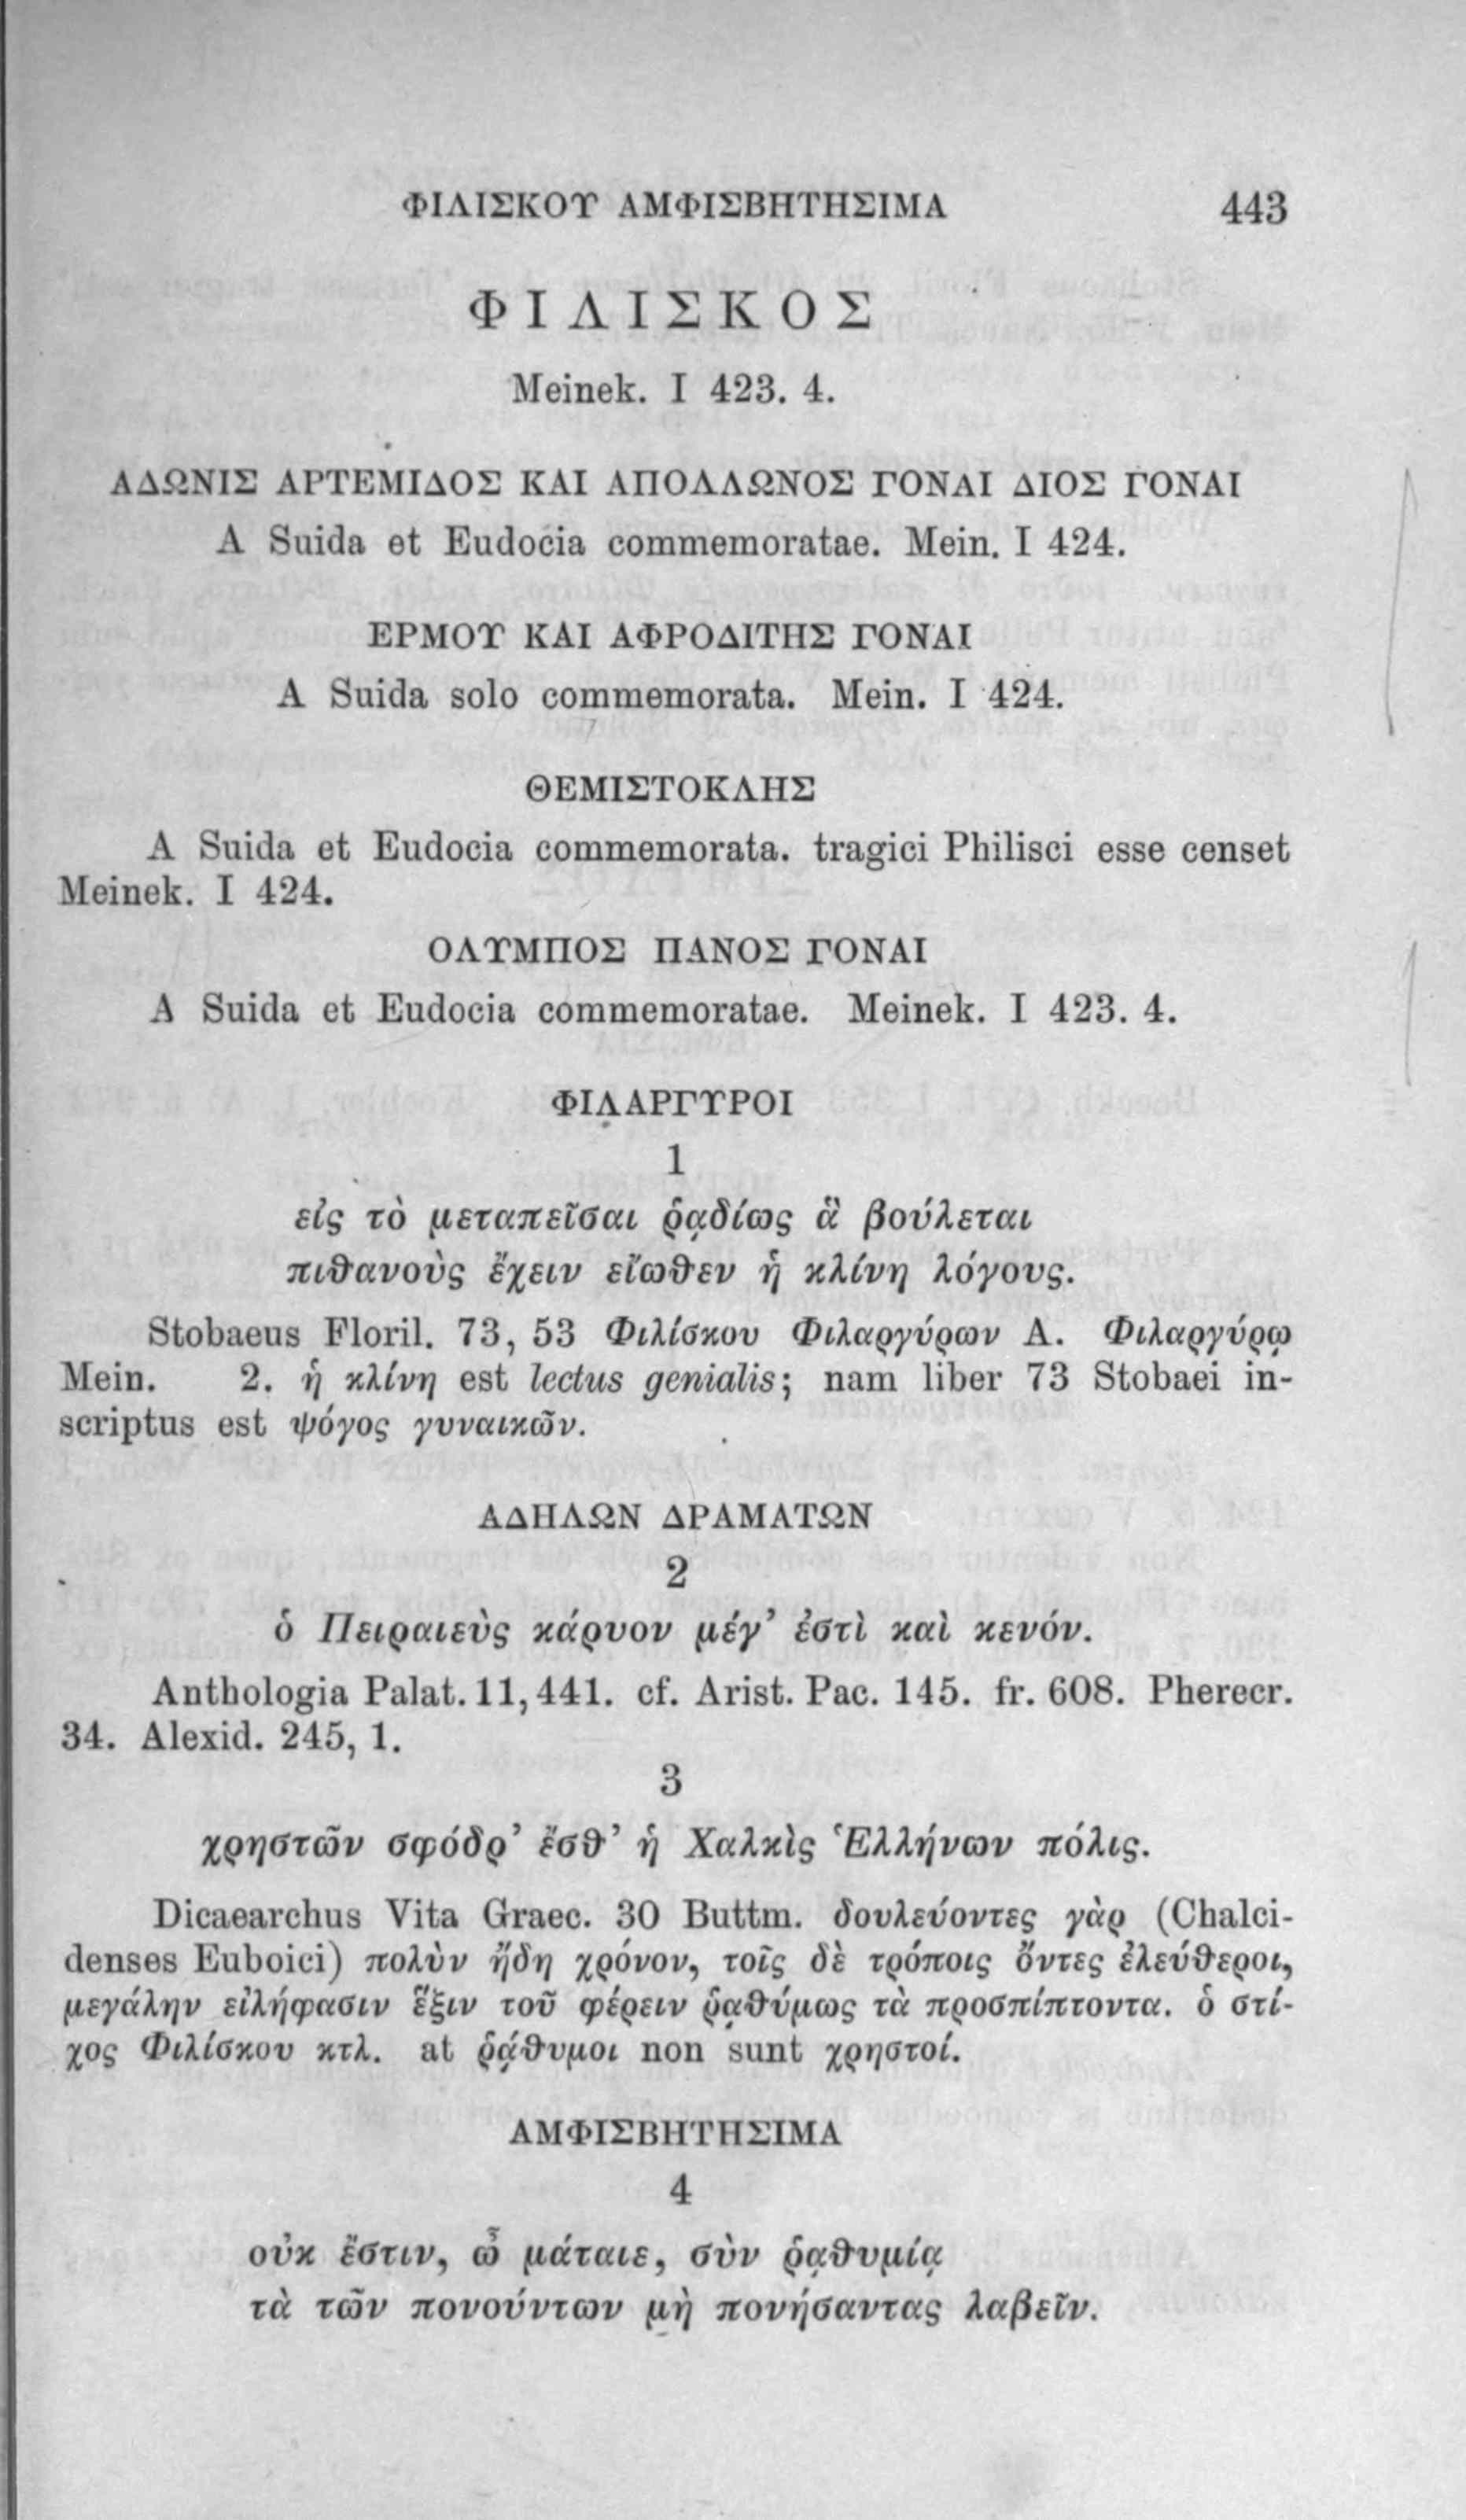 ΦΙΛΙΣΚΟΥ ΑΜΦΙΣΒΗΤΗΣΙΜΑ 443
ΦΙΛΙΣΚΟΣ
Meinek. I 423. 4.
ΑΔΩΝΙΣ ΑΡΤΕΜΙΔΟΣ ΚΑΙ ΑΠΟΛΛΩΝΟΣ ΓΟΝΑΙ ΔΙΟΣ ΓΟΝΑΙ
A Suida et Eudocia commemoratae. Mein. I 424.
ΕΡΜΟΥ ΚΑΙ ΑΦΡΟΔΙΤΗΣ ΓΟΝΑΙ
A Suida solo commemorata. Mein. I 424.
ΘΕΜΙΣΤΟΚΛΗΣ
A Suida et Eudocia commemorata. tragici Philisci esse censet
Meinek. I 424.
ΟΛΥΜΠΟΣ ΠΑΝΟΣ ΓΟΝΑΙ
A Suida et Eudocia commemoratae. Meinek. I 423. 4.
ΦΙΛΑΡΓΥΡΟΙ
1
εἰς τὸ μεταπεῖσαι ῥᾳδίως ἃ βούλεται
πιθανοὺς ἔχειν εἴωθεν ἡ κλίνη λόγους.
Stobaeus Floril. 73, 53 Φιλίσκου Φιλαργύρων A. Φιλαργύρῳ
Mein. 2. ἡ κλίνη est lectus genialis; nam liber 73 Stobaei in-
scriptus est ψόγος γυναικῶν.
ΑΔΗΛΩΝ ΔΡΑΜΑΤΩΝ
2
ὁ Πειραιεὺς κάρυον μέγ’ ἐστὶ καὶ κενόν.
Anthologia Palat. 11, 441. cf. Arist. Pac. 145. fr. 608. Pherecr.
34. Alexid. 245, 1.
3
χρηστῶν σφόδρ’ ἔσθ’ ἡ Χαλκὶς Ἑλλήνων πόλις.
Dicaearchus Vita Graec. 30 Buttm. δουλεύοντες γὰρ (Chalci-
denses Euboici) πολὺν ἤδη χρόνον, τοῖς δὲ τρόποις ὄντες ἐλεύθεροι,
μεγάλην εἰλήφασιν ἕξιν τοῦ φέρειν ῥᾳθύμως τὰ προσπίπτοντα. ὁ στί-
χος Φιλίσκου κτλ. at ῥᾴθυμοι non sunt χρηστοί.
ΑΜΦΙΣΒΗΤΗΣΙΜΑ
4
οὐκ ἔστιν, ὦ μάταιε, σὺν ῥᾳθυμίᾳ
τὰ τῶν πονούντων μὴ πονήσαντας λαβεῖν.